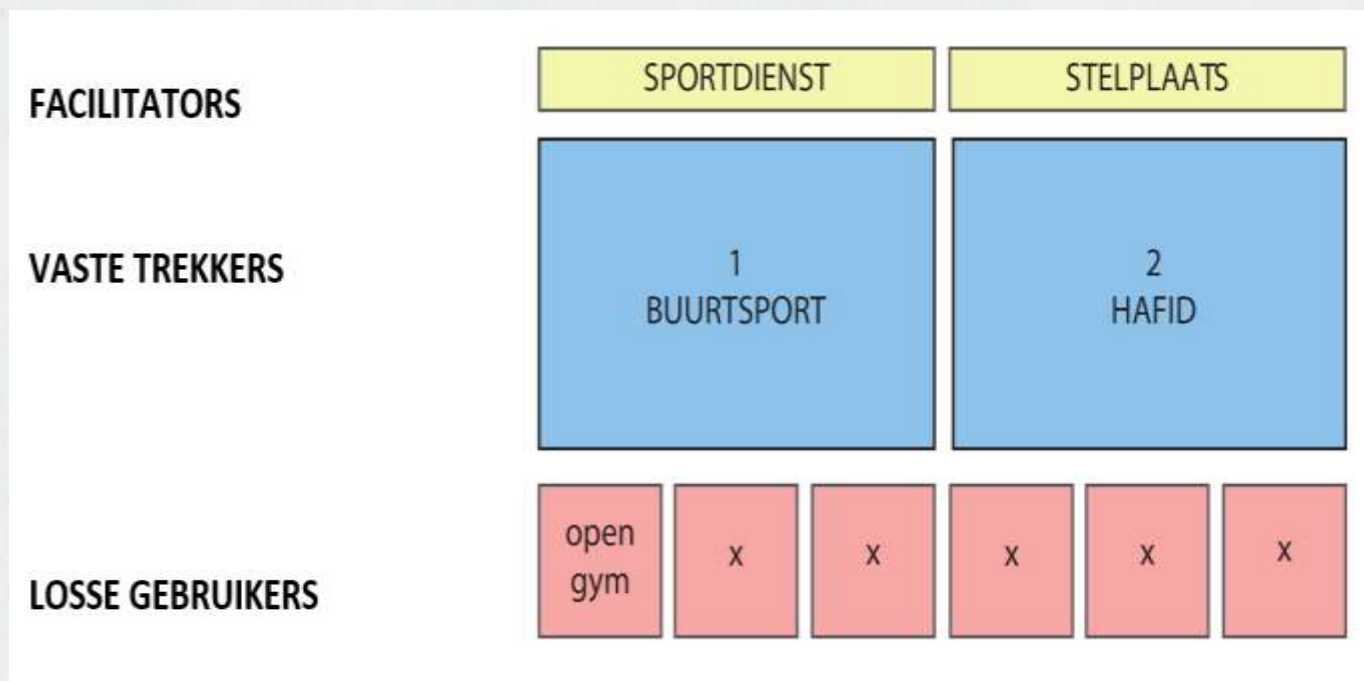 FACILITATORS
SPORTDIENST
STELPLAATS
VASTE TREKKERS
1
BUURTSPORT
2
HAFID
LOSSE GEBRUIKERS
open
gym
x
x
x
x
x